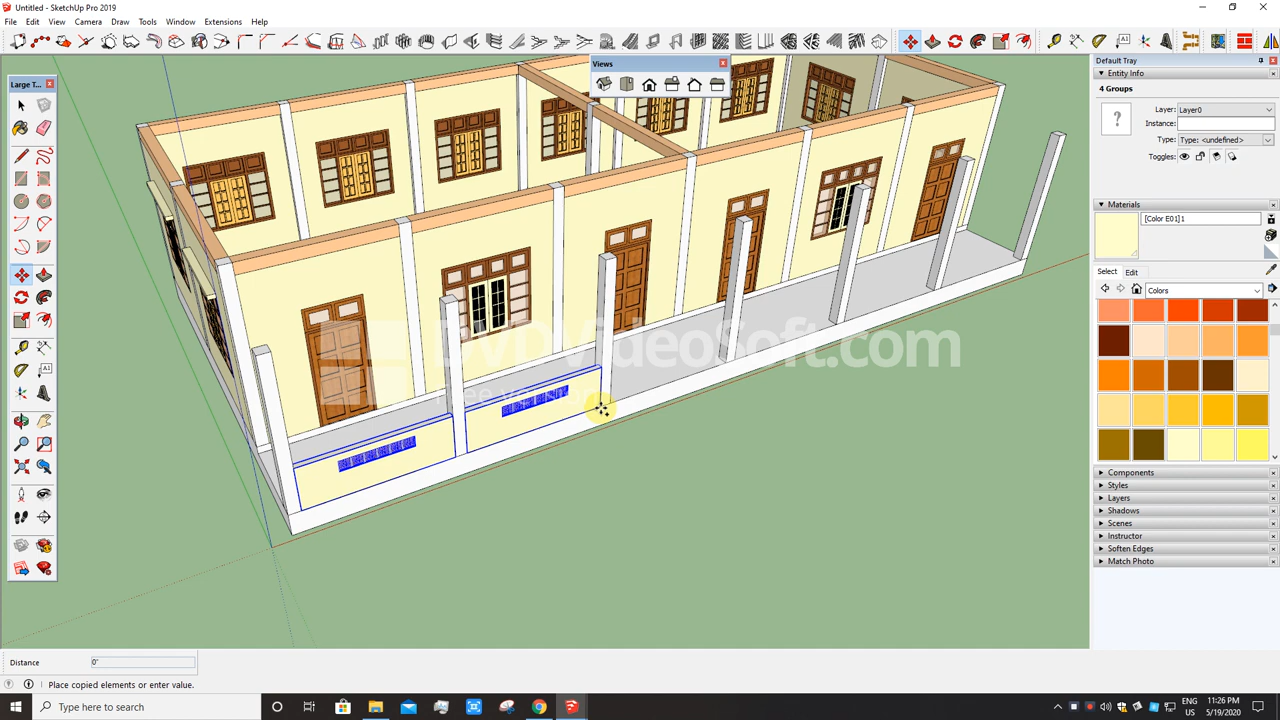 Untitled - SketchUp Pro 2019
File Edit View Camera Draw Tools Window Extensions Help
Views
Large T...
Default Tray
Entity Info
4 Groups
Layer: Layer0
Instance:
Type: Type: <undefined>
Toggles:
Materials
[Color E01]1
Select Edit
Colors
Components
Styles
Layers
Shadows
Scenes
Instructor
Soften Edges
Match Photo
DVDVideoSoft.com
Distance 0"
Place copied elements or enter value.
Type here to search
ENG
US
11:26 PM
5/19/2020